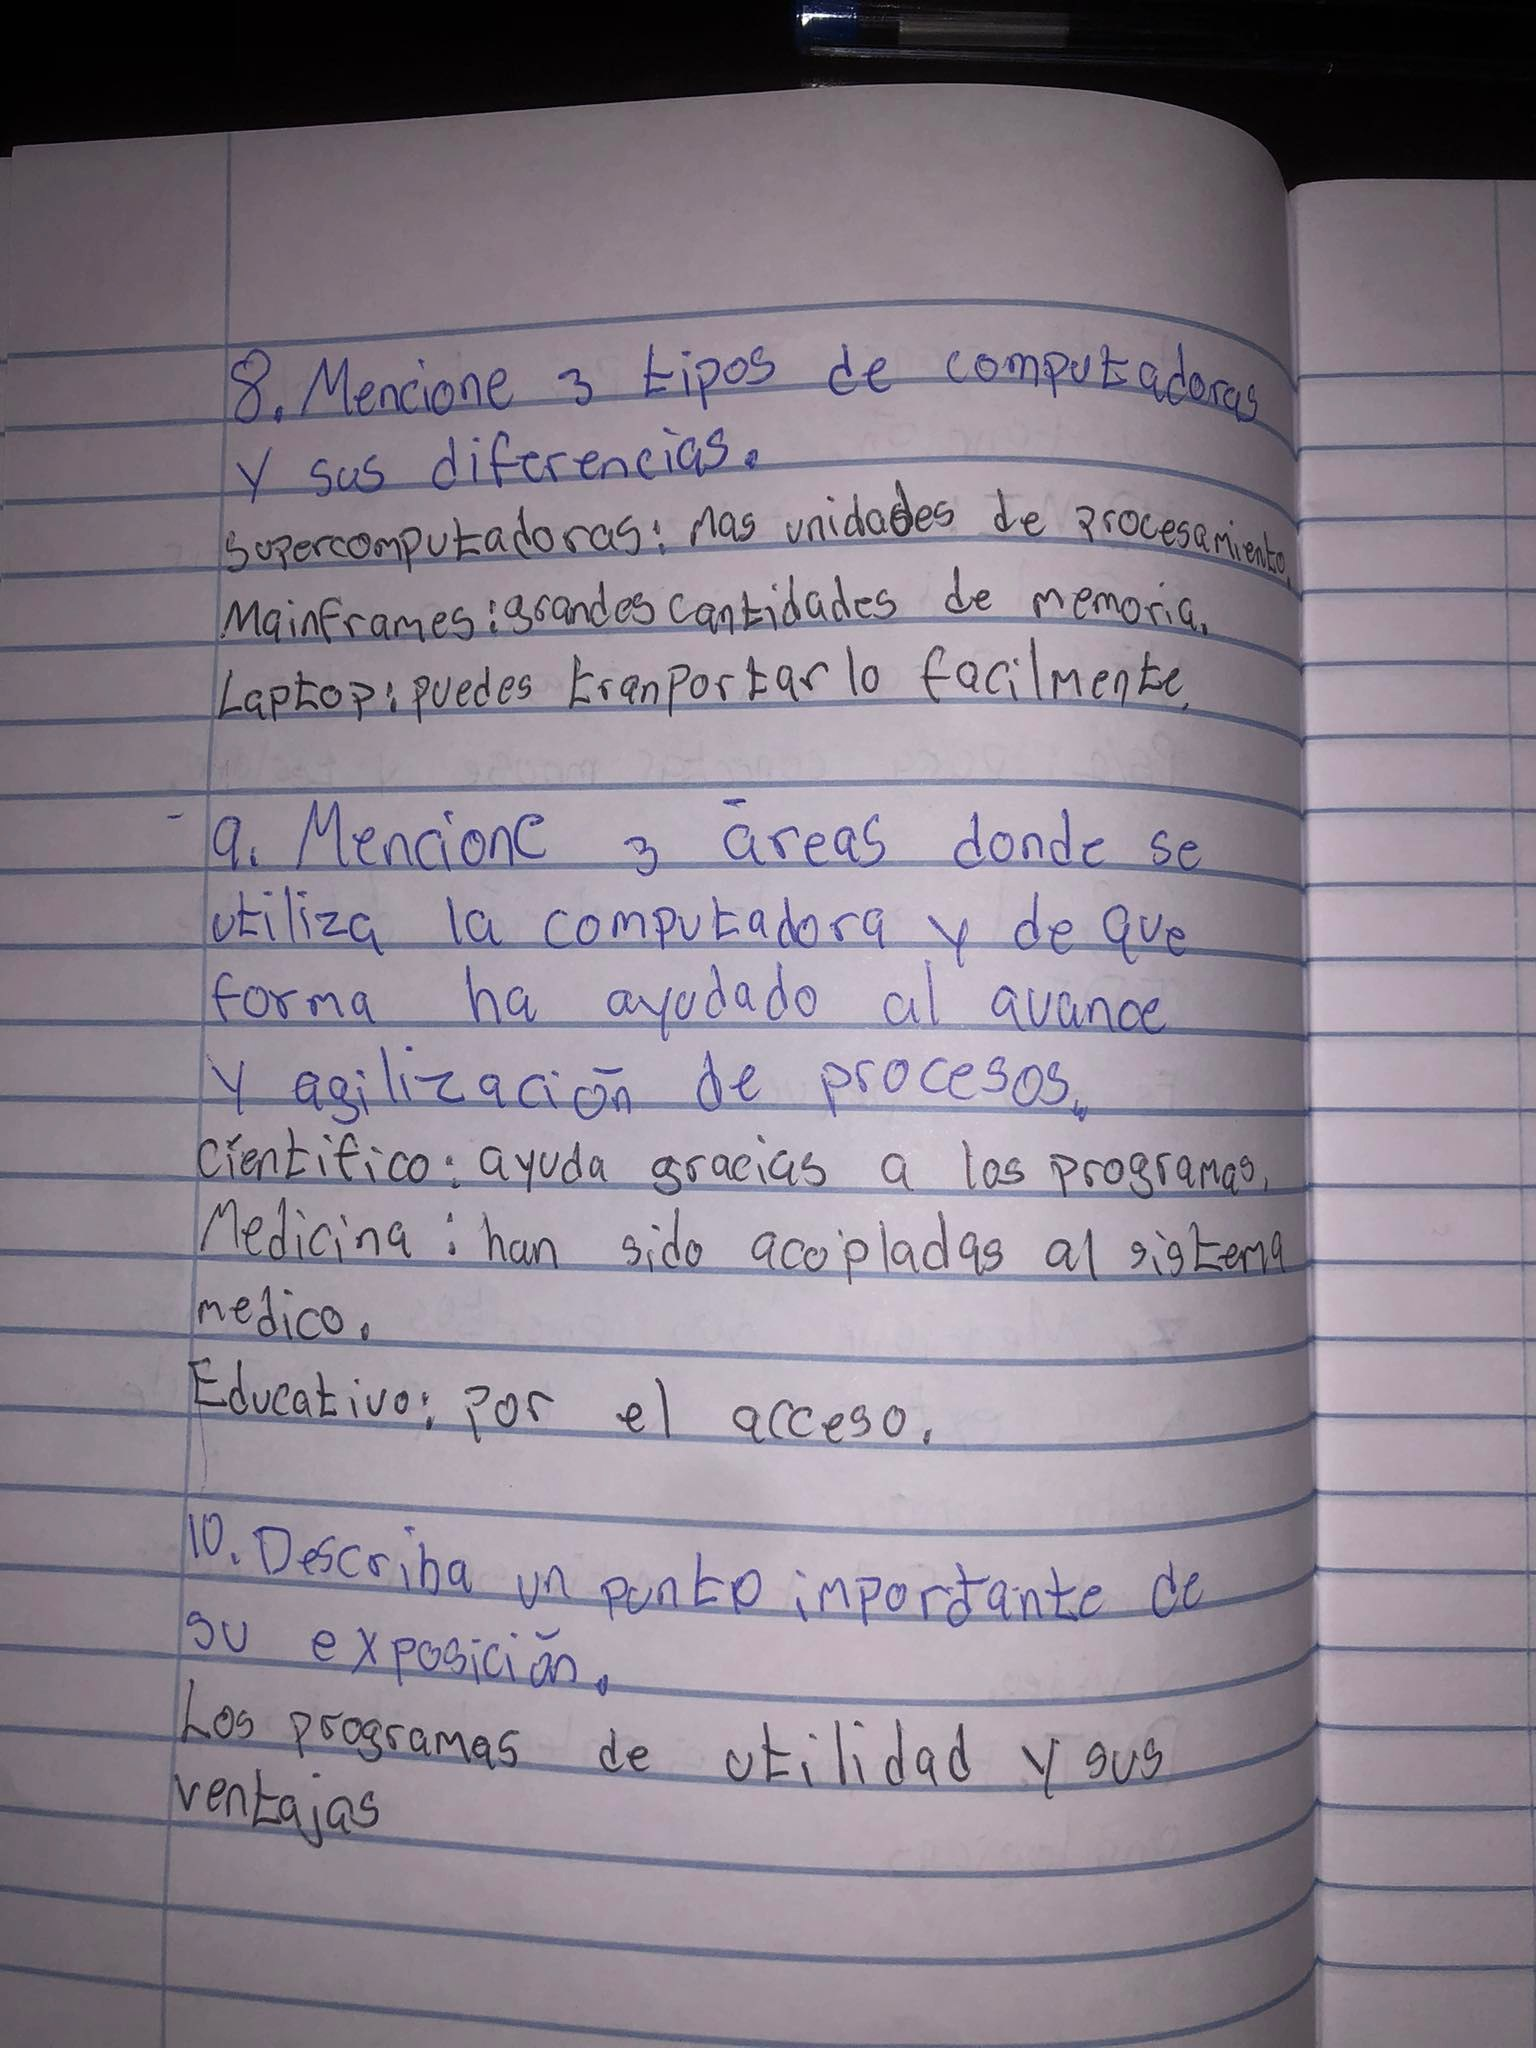 8. Mencione 3 tipos de computadoras
y sus diferencias.
Supercomputadoras: Mas unidades de procesamiento.
Mainframes: grandes cantidades de memoria.
Laptop: puedes tranportarlo facilmente.
9. Mencione 3 áreas donde se
utiliza la computadora y de que
forma ha ayudado al avance
y agilización de procesos.
Científico: ayuda gracias a los programas.
Medicina: han sido acopladas al sistema
medico.
Educativo: por el acceso.
10. Describa un punto importante de
su exposición.
Los programas de utilidad y sus
ventajas